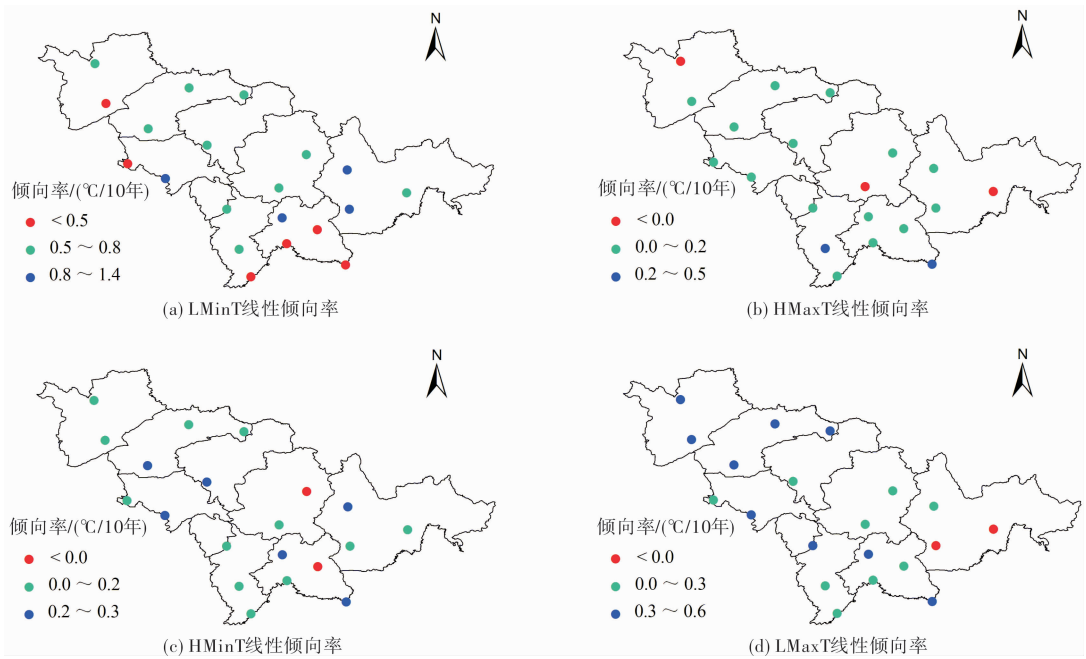 N
倾向率/(℃/10年)
＜0.5
0.5～0.8
0.8～1.4
(a) LMinT线性倾向率
N
倾向率/(℃/10年)
＜0.0
0.0～0.2
0.2～0.5
(b) HMaxT线性倾向率
N
倾向率/(℃/10年)
＜0.0
0.0～0.2
0.2～0.3
(c) HMinT线性倾向率
N
倾向率/(℃/10年)
＜0.0
0.0～0.3
0.3～0.6
(d) LMaxT线性倾向率